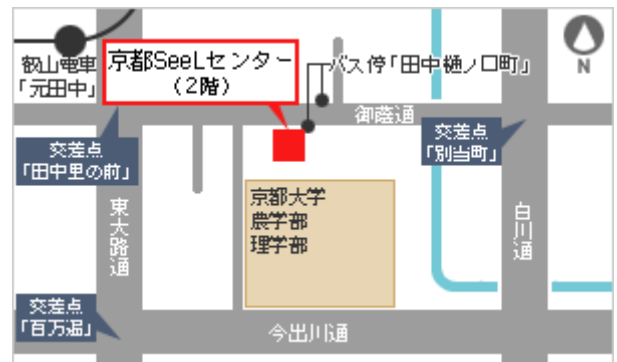 叡山電車
「元田中」
京都SeeLセンター
(2階)
バス停「田中樋ノ口町」
N
御蔭通
交差点
「田中里の前」
交差点
「別当町」
東大路通
京都大学
農学部
理学部
白川通
交差点
「百万遍」
今出川通